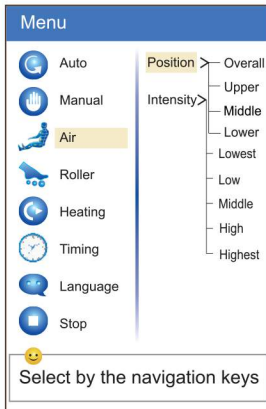 Menu
Auto
Manual
Air
Roller
Heating
Timing
Language
Stop
Position
Overall
Upper
Middle
Lower
Intensity
Lowest
Low
Middle
High
Highest
Select by the navigation keys